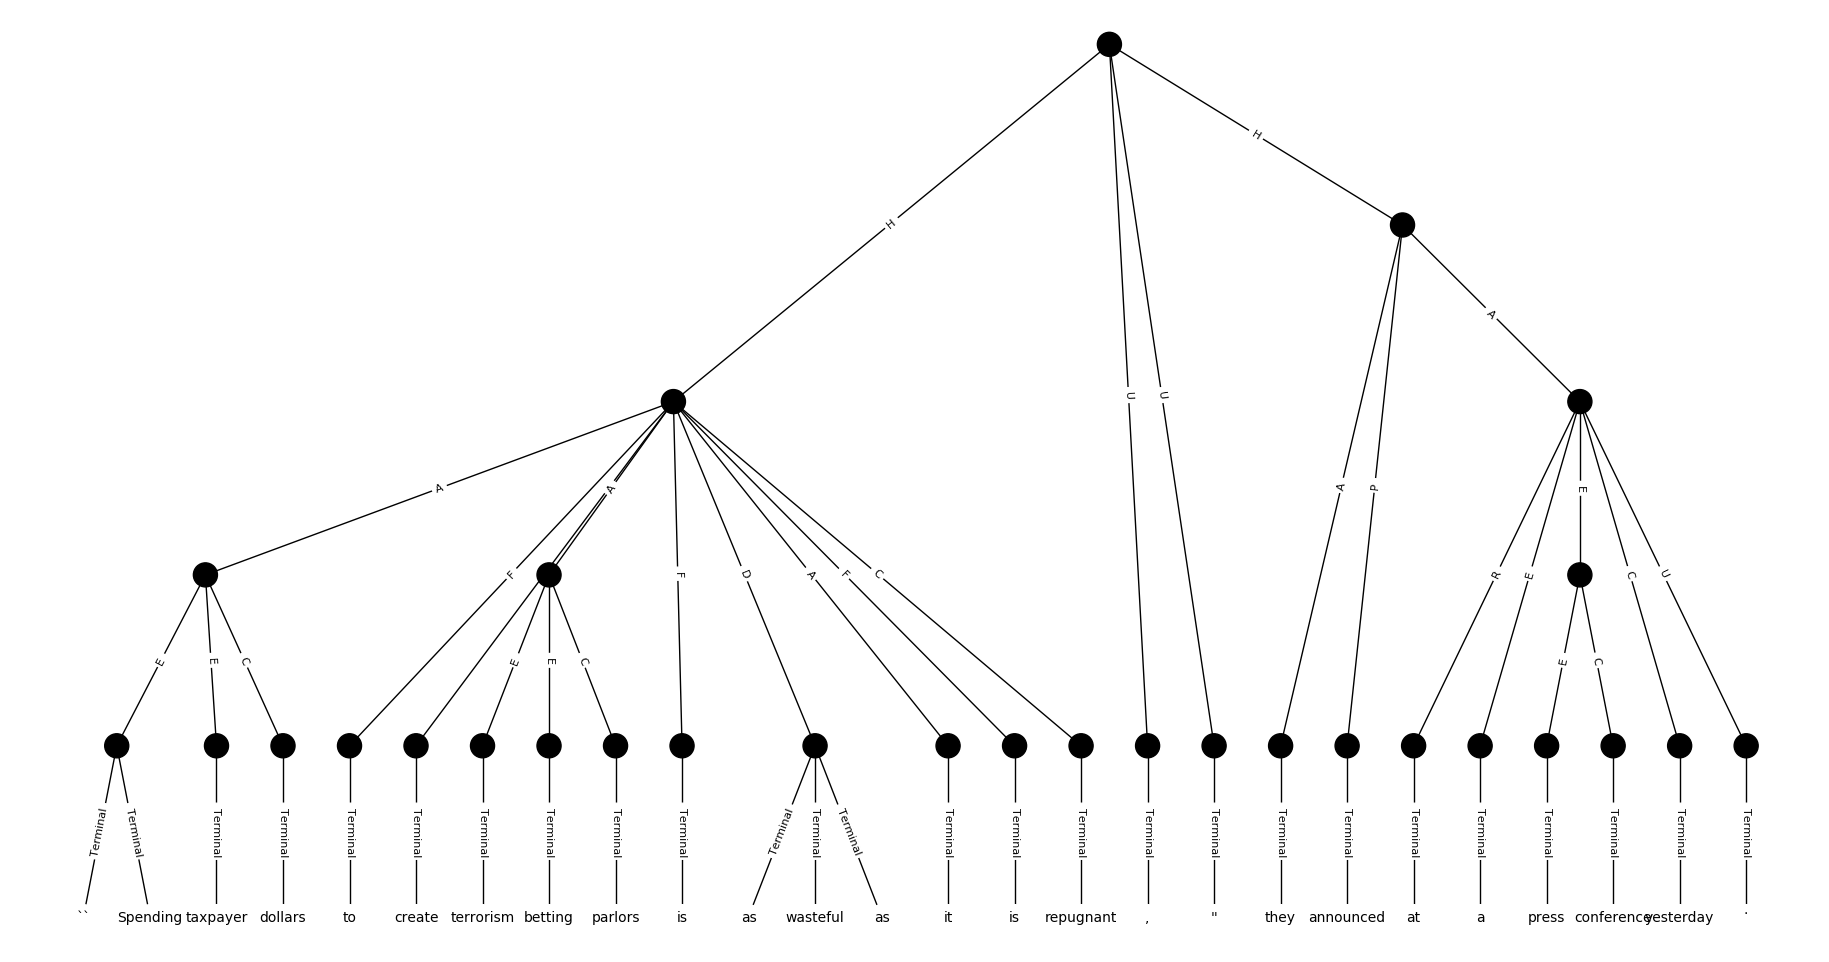 H
H
H
U
U
A
A
A
F
A
F
D
A
F
C
A
P
R
E
E
C
U
E
E
C
E
E
C
E
C
Terminal Terminal Terminal Terminal Terminal Terminal Terminal Terminal Terminal Terminal Terminal Terminal Terminal Terminal Terminal Terminal Terminal Terminal Terminal Terminal Terminal Terminal Terminal Terminal Terminal Terminal
`` Spending taxpayer dollars to create terrorism betting parlors is as wasteful as it is repugnant , " they announced at a press conference yesterday .